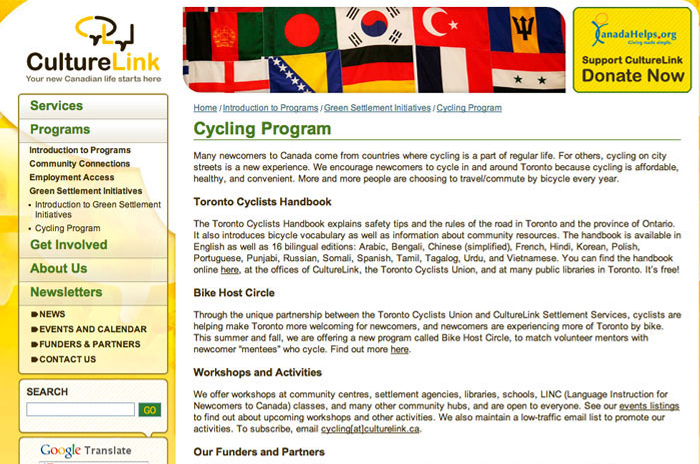 CultureLink
Your new Canadian life starts here
CanadaHelps.org
Giving made simple.
Support CultureLink
Donate Now
Services
Programs
Introduction to Programs
Community Connections
Employment Access
Green Settlement Initiatives
Introduction to Green Settlement
Initiatives
Cycling Program
Get Involved
About Us
Newsletters
NEWS
EVENTS AND CALENDAR
FUNDERS & PARTNERS
CONTACT US
SEARCH
GO
Google Translate
Home / Introduction to Programs / Green Settlement Initiatives / Cycling Program
Cycling Program
Many newcomers to Canada come from countries where cycling is a part of regular life. For others, cycling on city
streets is a new experience. We encourage newcomers to cycle in and around Toronto because cycling is affordable,
healthy, and convenient. More and more people are choosing to travel/commute by bicycle every year.
Toronto Cyclists Handbook
The Toronto Cyclists Handbook explains safety tips and the rules of the road in Toronto and the province of Ontario.
It also introduces bicycle vocabulary as well as information about community resources. The handbook is available in
English as well as 16 bilingual editions: Arabic, Bengali, Chinese (simplified), French, Hindi, Korean, Polish,
Portuguese, Punjabi, Russian, Somali, Spanish, Tamil, Tagalog, Urdu, and Vietnamese. You can find the handbook
online here, at the offices of CultureLink, the Toronto Cyclists Union, and at many public libraries in Toronto. It's free!
Bike Host Circle
Through the unique partnership between the Toronto Cyclists Union and CultureLink Settlement Services, cyclists are
helping make Toronto more welcoming for newcomers, and newcomers are experiencing more of Toronto by bike.
This summer and fall, we are offering a new program called Bike Host Circle, to match volunteer mentors with
newcomer "mentees" who cycle. Find out more here.
Workshops and Activities
We offer workshops at community centres, settlement agencies, libraries, schools, LINC (Language Instruction for
Newcomers to Canada) classes, and many other community hubs, and are open to everyone. See our events listings
to find out about upcoming workshops and other activities. We also maintain a low-traffic email list to promote our
activities. To subscribe, email cycling[at]culturelink.ca.
Our Funders and Partners